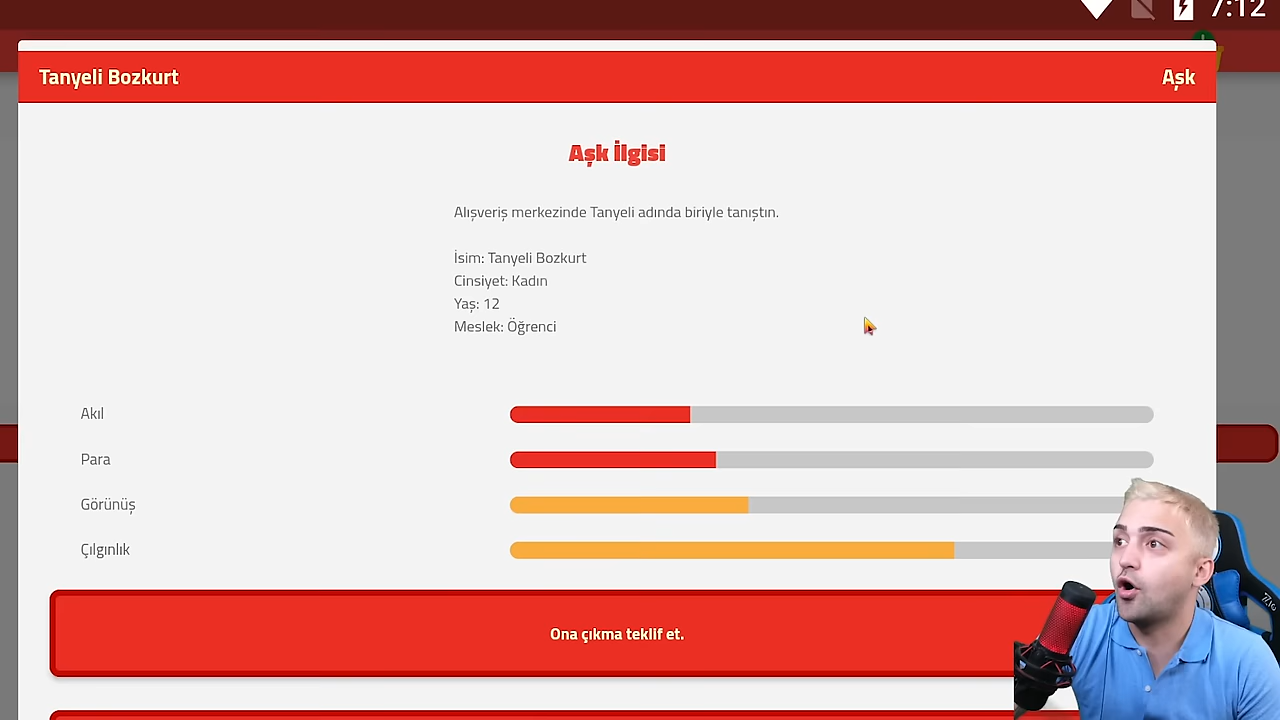 7:12
Tanyeli Bozkurt
Aşk
Aşk İlgisi
Alışveriş merkezinde Tanyeli adında biriyle tanıştın.
İsim: Tanyeli Bozkurt
Cinsiyet: Kadın
Yaş: 12
Meslek: Öğrenci
Akıl
Para
Görünüş
Çılgınlık
Ona çıkma teklif et.